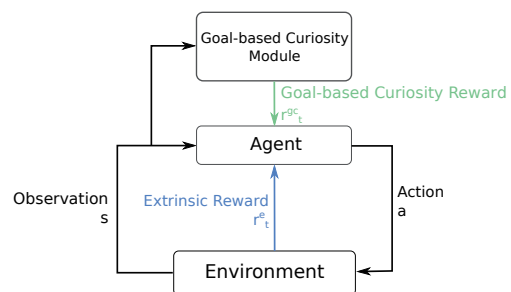 Goal-based Curiosity
Module
Goal-based Curiosity Reward
r^gc_t
Agent
Observation
s
Extrinsic Reward
r^e_t
Action
a
Environment